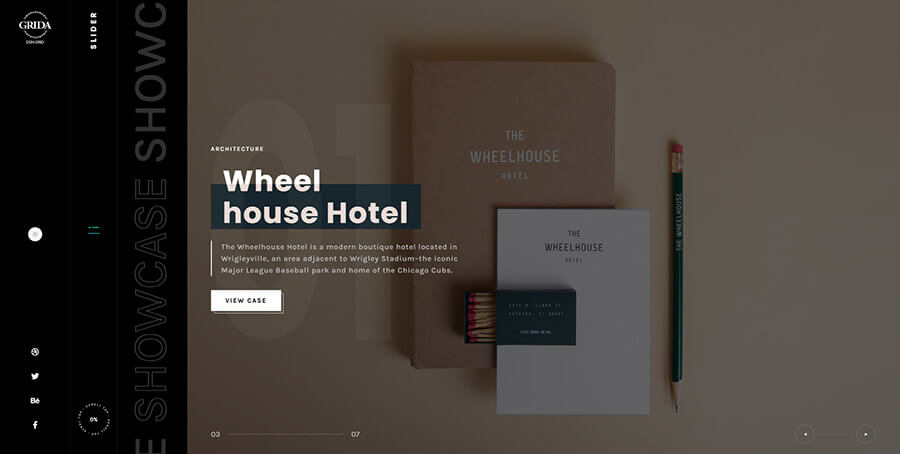 GRIDA
DSN GRID
SLIDER
SHOWCASE SHOWC
01
ARCHITECTURE
Wheel
house Hotel
The Wheelhouse Hotel is a modern boutique hotel located in
Wrigleyville, an area adjacent to Wrigley Stadium–the iconic
Major League Baseball park and home of the Chicago Cubs.
VIEW CASE
THE
WHEELHOUSE
HOTEL
THE
WHEELHOUSE
HOTEL
CHICAGO, IL
THE WHEELHOUSE
Bē
0%
03
07